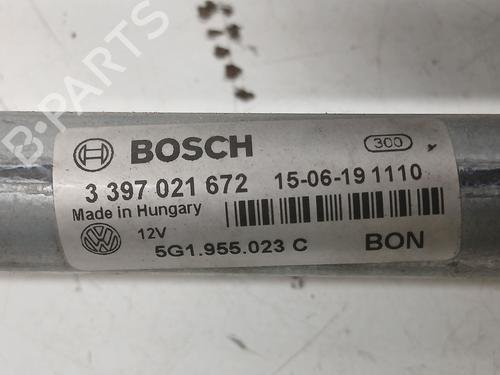 B-PARTS
BOSCH
300
3 397 021 672 15-06-19 1110
Made in Hungary
12V
5G1.955.023 C BON